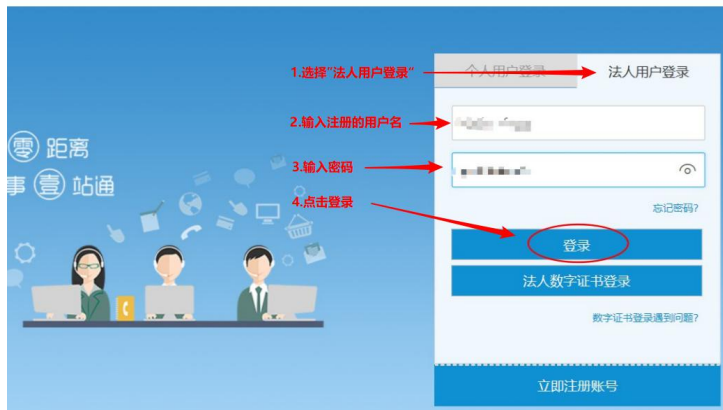 1.选择“法人用户登录”
个人用户登录
法人用户登录
2.输入注册的用户名
零 距离
3.输入密码
事 壹 站通
4.点击登录
忘记密码?
登录
法人数字证书登录
数字证书登录遇到问题?
立即注册账号